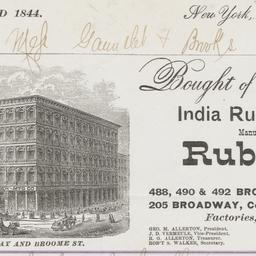 D 1844.
New York,
Mess Gauntlet & Brooks
Bought of
India Ru
Manu
Rub
488, 490 & 492 BRO
205 BROADWAY, Co
Factories,
GEO. M. ALLERTON, President.
J. D. VERMEULE, Vice-President.
R. G. ALLERTON, Treasurer.
ROB'T S. WALKER, Secretary.
AY AND BROOME ST.